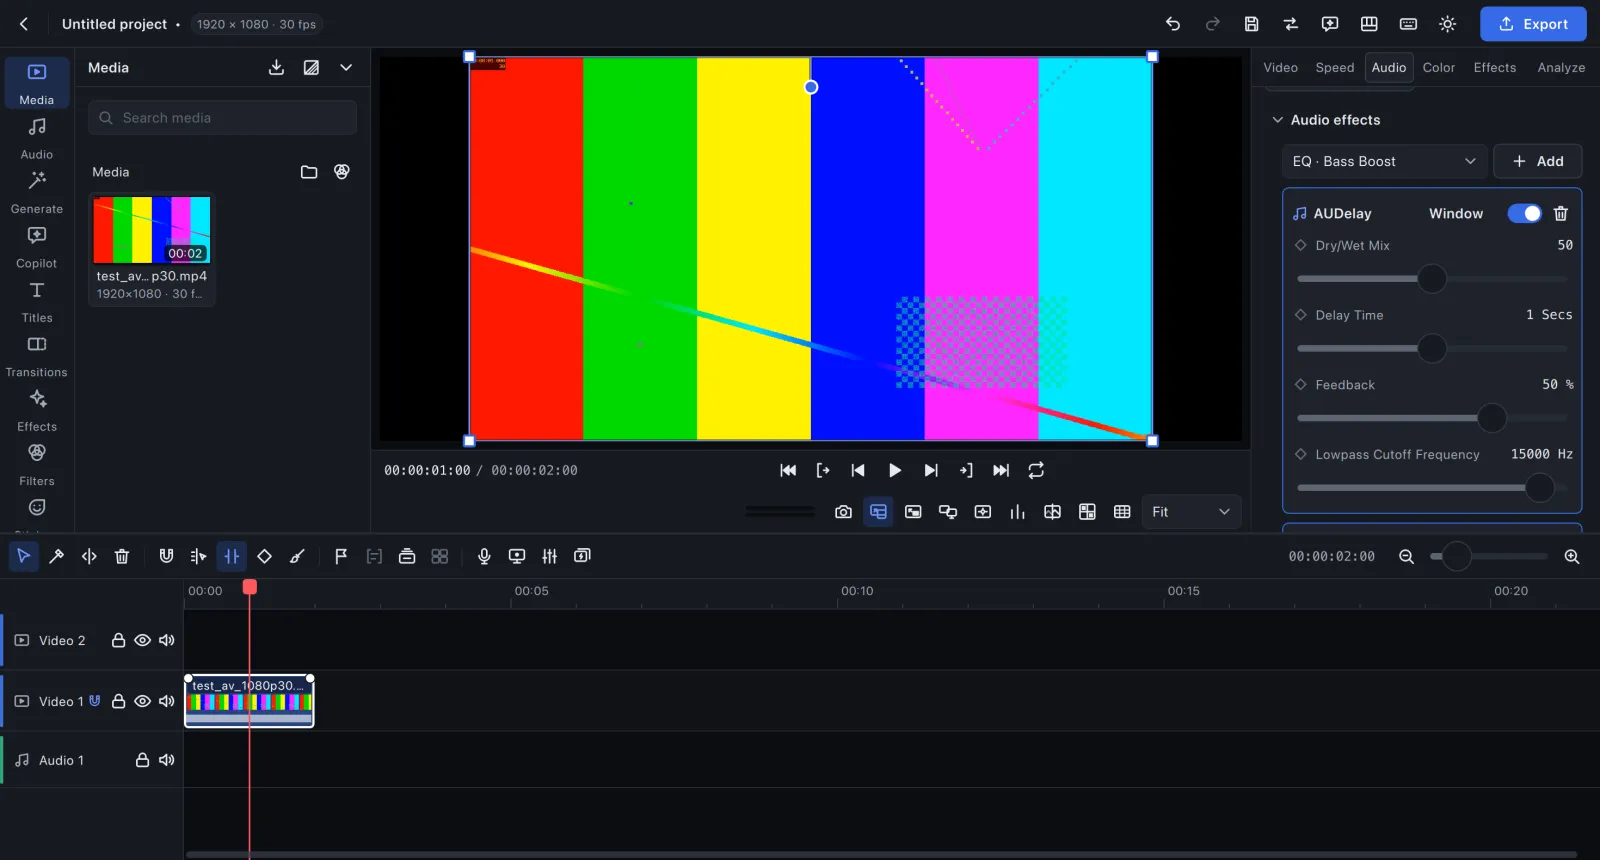 Untitled project •
1920 × 1080 · 30 fps
Export
Media
Audio
Generate
Copilot
Titles
Transitions
Effects
Filters
Media
Search media
Media
00:02
test_av... p30.mp4
1920×1080 · 30 f...
00:00:01:00 / 00:00:02:00
Fit
Video Speed Audio Color Effects Analyze
Audio effects
EQ · Bass Boost
Add
AUDelay Window
Dry/Wet Mix 50
Delay Time 1 Secs
Feedback 50 %
Lowpass Cutoff Frequency 15000 Hz
00:00:02:00
00:00 00:05 00:10 00:15 00:20
Video 2
Video 1
test_av_1080p30....
Audio 1